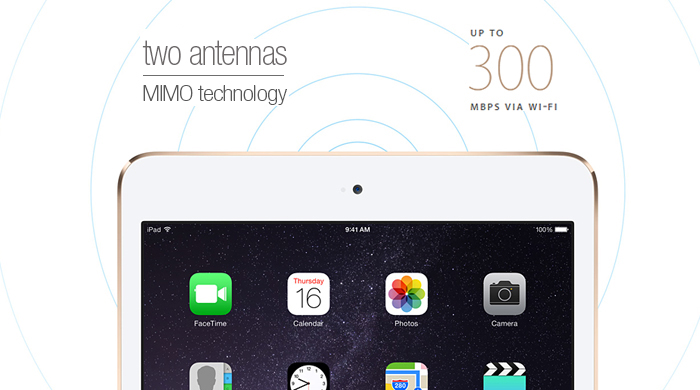 two antennas
MIMO technology
UP TO
300
MBPS VIA WI-FI
iPad
9:41 AM
100%
FaceTime
Thursday
16
Calendar
Photos
Camera
280